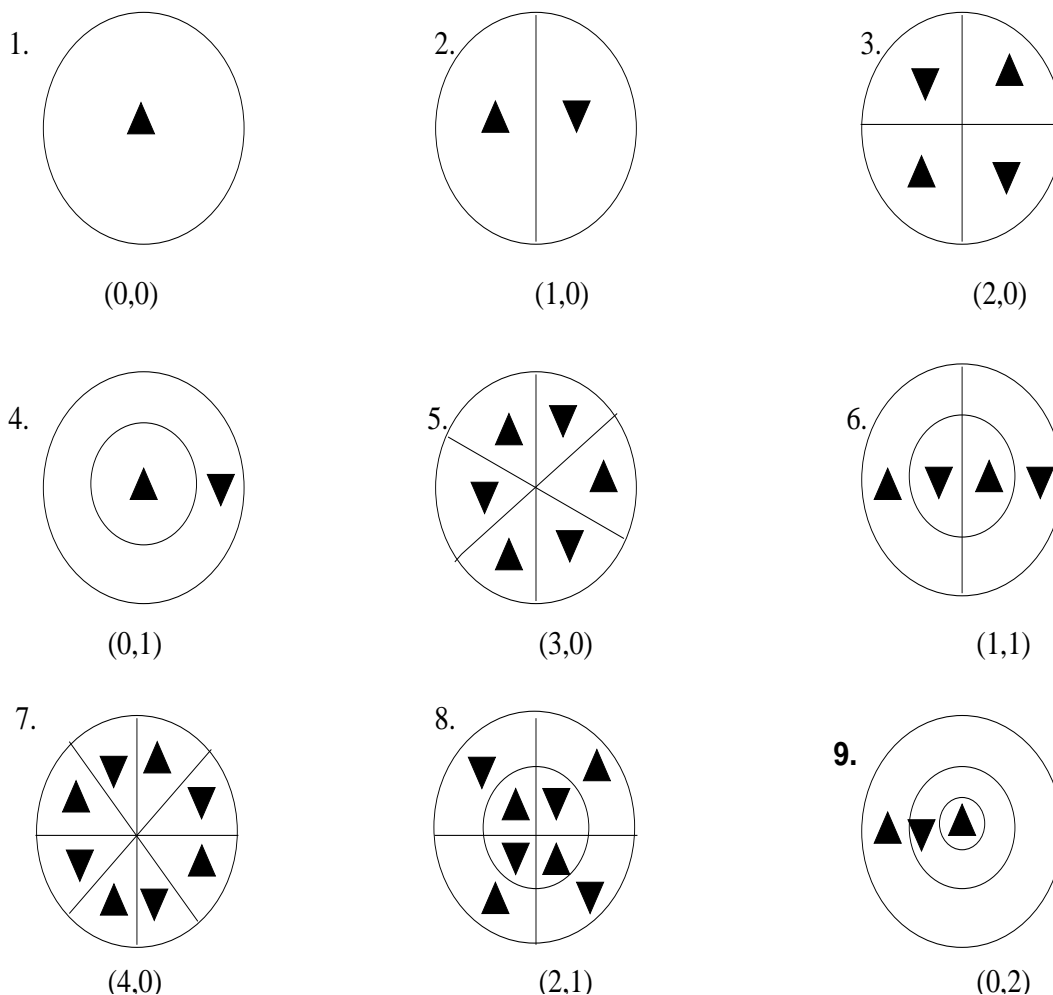 1. 2. 3.
(0,0) (1,0) (2,0)
4. 5. 6.
(0,1) (3,0) (1,1)
7. 8. 9.
(4,0) (2,1) (0,2)